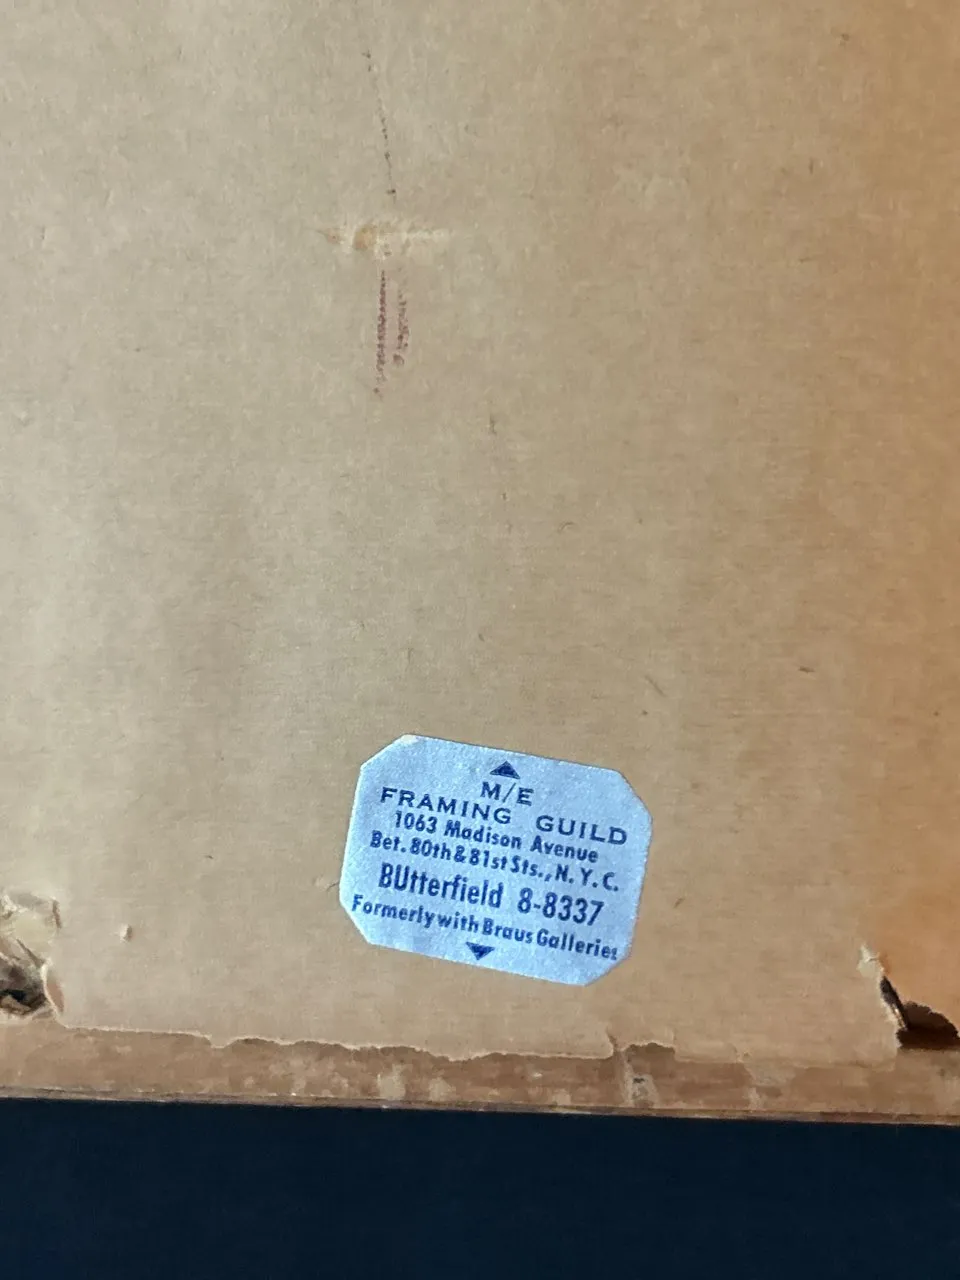 M/E
FRAMING GUILD
1063 Madison Avenue
Bet. 80th & 81st Sts., N. Y. C.
BUtterfield 8-8337
Formerly with Braus Galleries